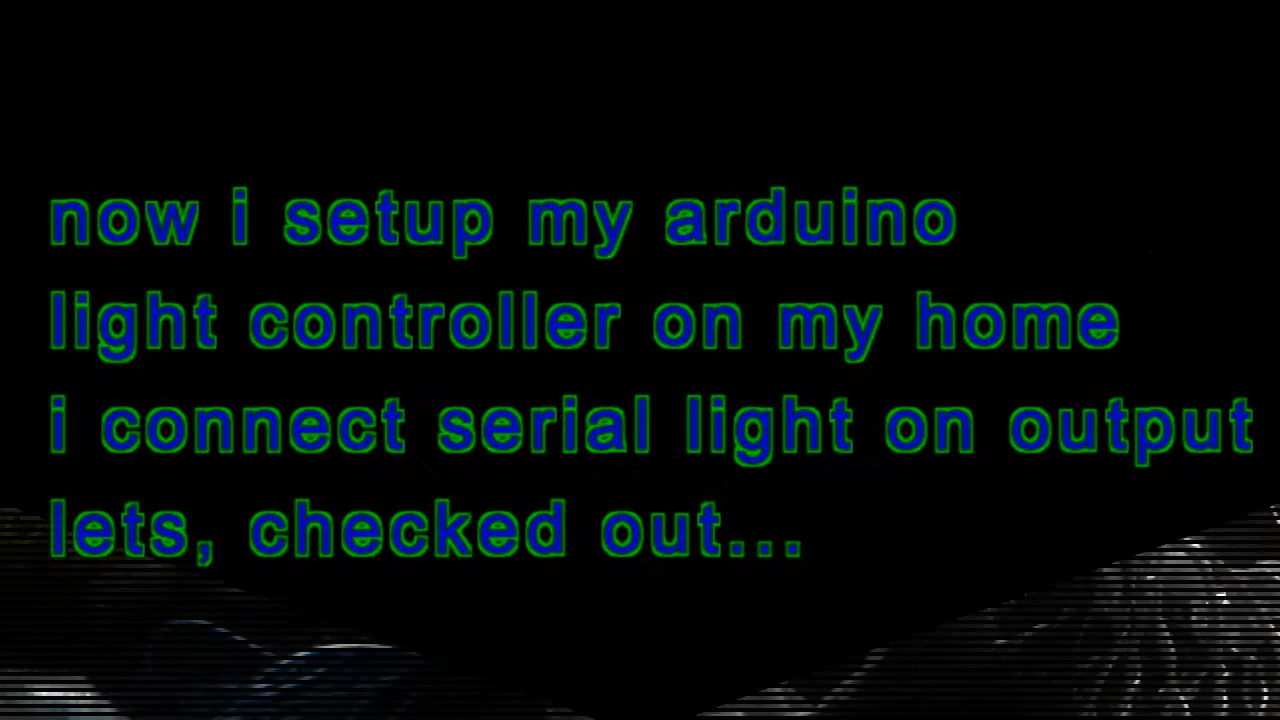 now i setup my arduino
light controller on my home
i connect serial light on output
lets, checked out...